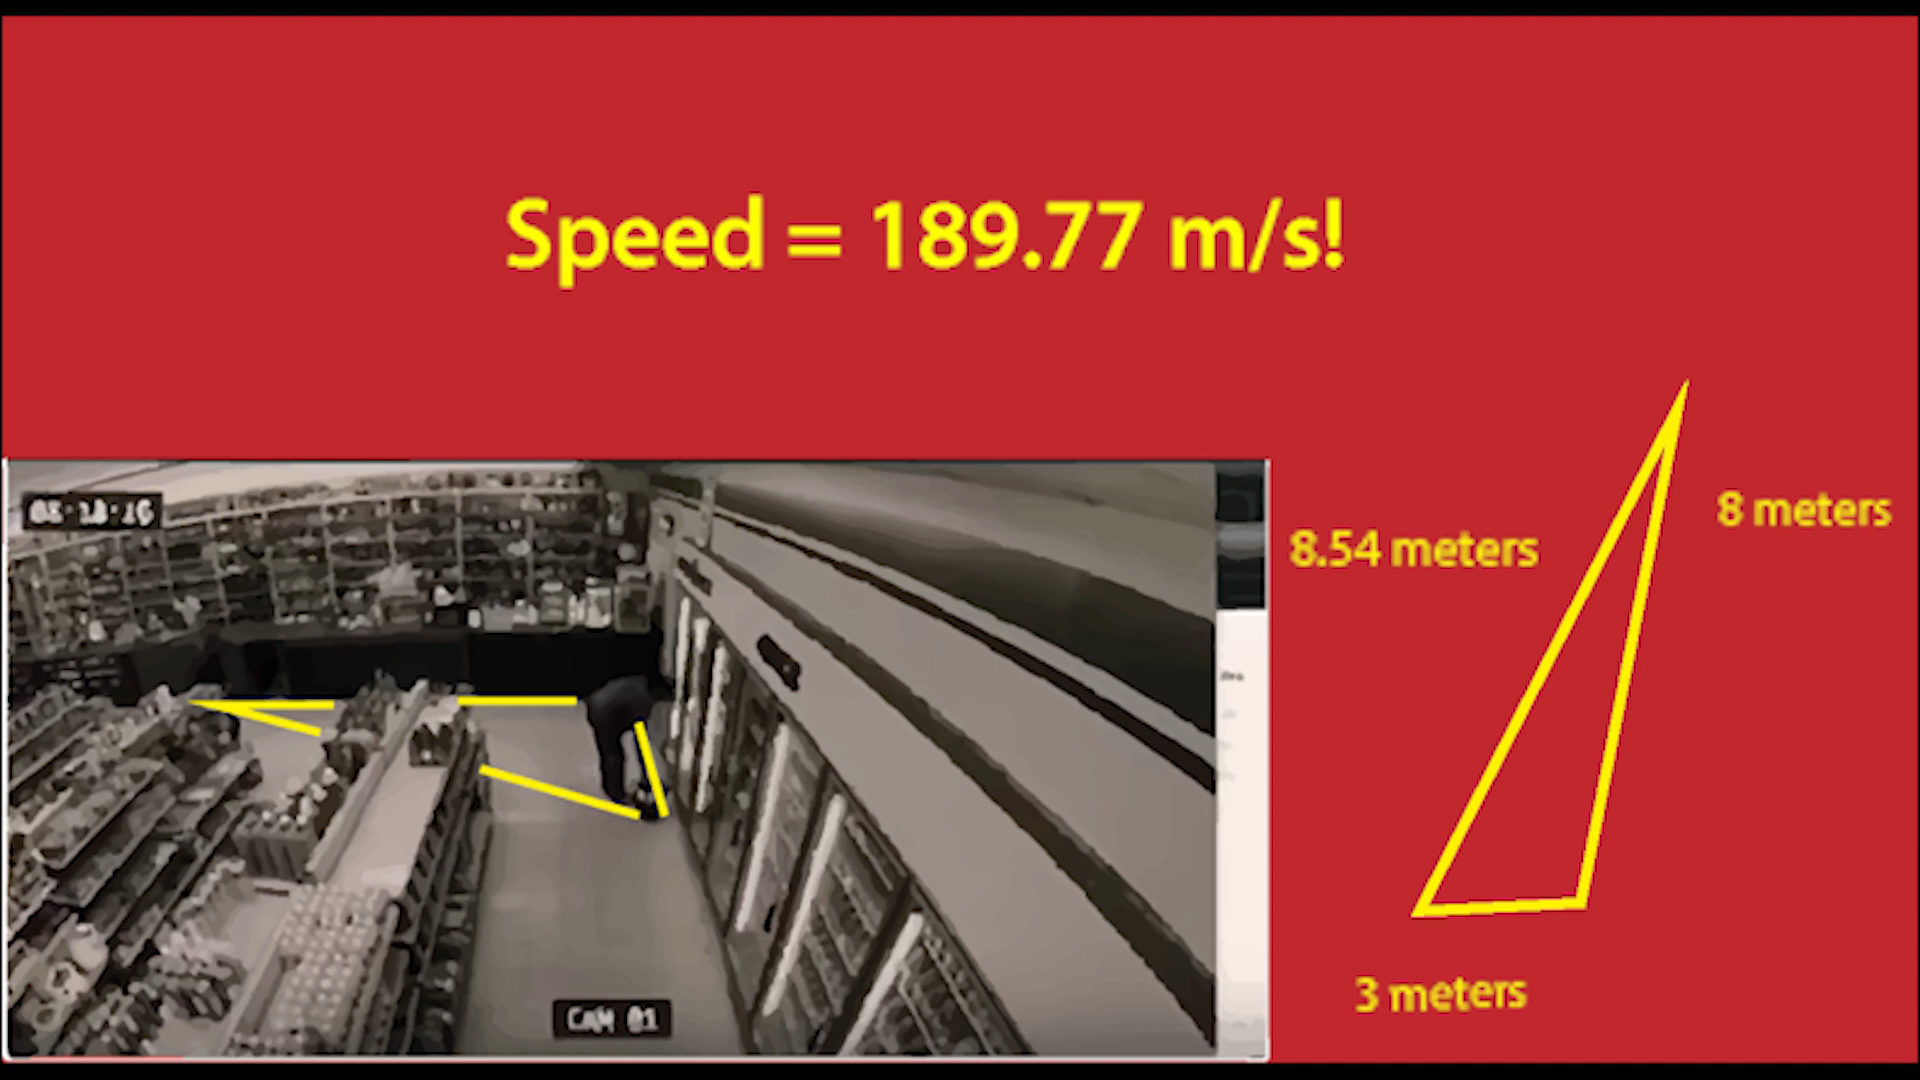 Speed = 189.77 m/s!
8 meters
8.54 meters
3 meters
CAM 01